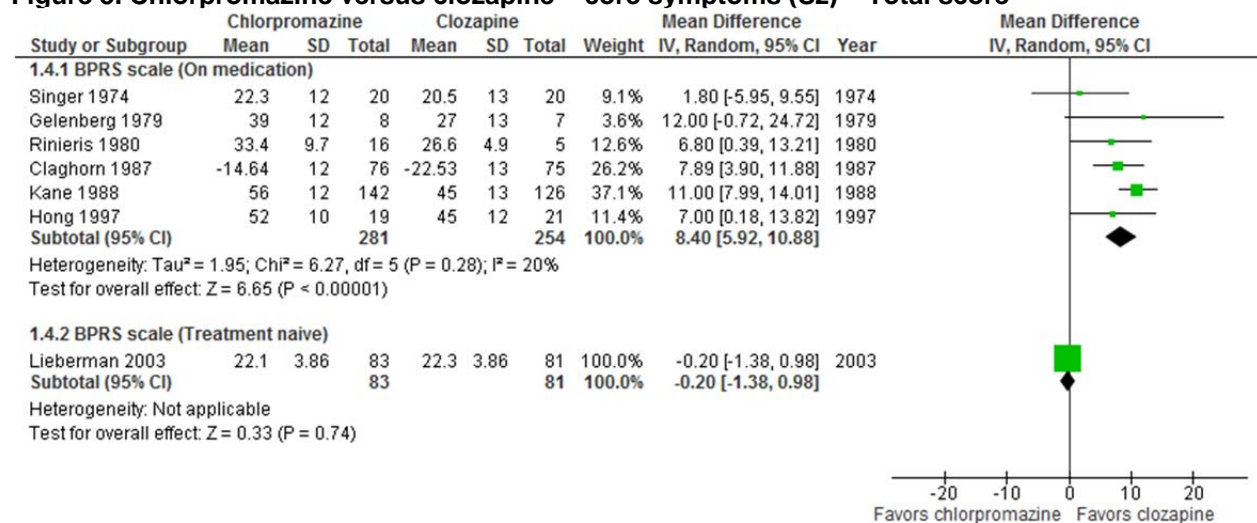 Figure 3. Chlorpromazine versus clozapine – core symptoms (S2) – Total score
Chlorpromazine Clozapine Mean Difference Mean Difference
Study or Subgroup Mean SD Total Mean SD Total Weight IV, Random, 95% CI Year IV, Random, 95% CI
1.4.1 BPRS scale (On medication)
Singer 1974 22.3 12 20 20.5 13 20 9.1% 1.80 [-5.95, 9.55] 1974
Gelenberg 1979 39 12 8 27 13 7 3.6% 12.00 [-0.72, 24.72] 1979
Rinieris 1980 33.4 9.7 16 26.6 4.9 5 12.6% 6.80 [0.39, 13.21] 1980
Claghorn 1987 -14.64 12 76 -22.53 13 75 26.2% 7.89 [3.90, 11.88] 1987
Kane 1988 56 12 142 45 13 126 37.1% 11.00 [7.99, 14.01] 1988
Hong 1997 52 10 19 45 12 21 11.4% 7.00 [0.18, 13.82] 1997
Subtotal (95% CI) 281 254 100.0% 8.40 [5.92, 10.88]
Heterogeneity: Tau² = 1.95; Chi² = 6.27, df = 5 (P = 0.28); I² = 20%
Test for overall effect: Z = 6.65 (P < 0.00001)
1.4.2 BPRS scale (Treatment naive)
Lieberman 2003 22.1 3.86 83 22.3 3.86 81 100.0% -0.20 [-1.38, 0.98] 2003
Subtotal (95% CI) 83 81 100.0% -0.20 [-1.38, 0.98]
Heterogeneity: Not applicable
Test for overall effect: Z = 0.33 (P = 0.74)
-20 -10 0 10 20
Favors chlorpromazine Favors clozapine